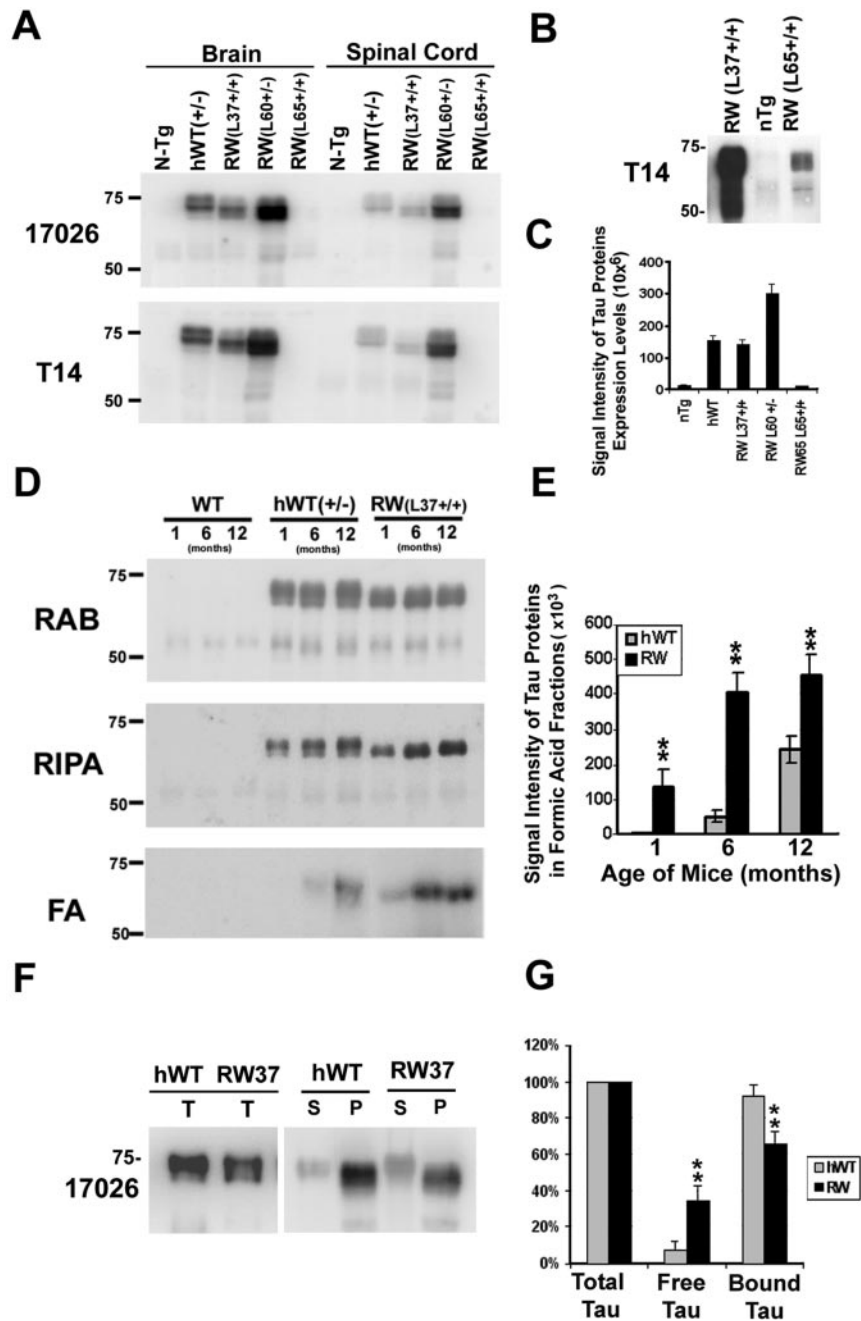 A
Brain
Spinal Cord
N-Tg
hWT(+/-)
RW(L37+/+)
RW(L60+/-)
RW(L65+/+)
N-Tg
hWT(+/-)
RW(L37+/+)
RW(L60+/-)
RW(L65+/+)
17026
75
50
T14
75
50
B
RW (L37+/+)
nTg
RW (L65+/+)
T14
75-
50-
C
Signal Intensity of Tau Proteins
Expression Levels (10x⁶)
400
300
200
100
0
nTg
hWT
RW L37+/+
RW L60 +/-
RW65 L65+/+
D
WT
hWT(+/-)
RW(L37+/+)
1 6 12
(months)
1 6 12
(months)
1 6 12
(months)
RAB
75
50
RIPA
75
50
FA
75
50
E
Signal Intensity of Tau Proteins
in Formic Acid Fractions ( x10³)
600
500
400
300
200
100
0
hWT
RW
**
**
**
1 6 12
Age of Mice (months)
F
hWT RW37
T T
hWT RW37
S P S P
75-
17026
G
120%
100%
80%
60%
40%
20%
0%
**
**
hWT
RW
Total Tau
Free Tau
Bound Tau